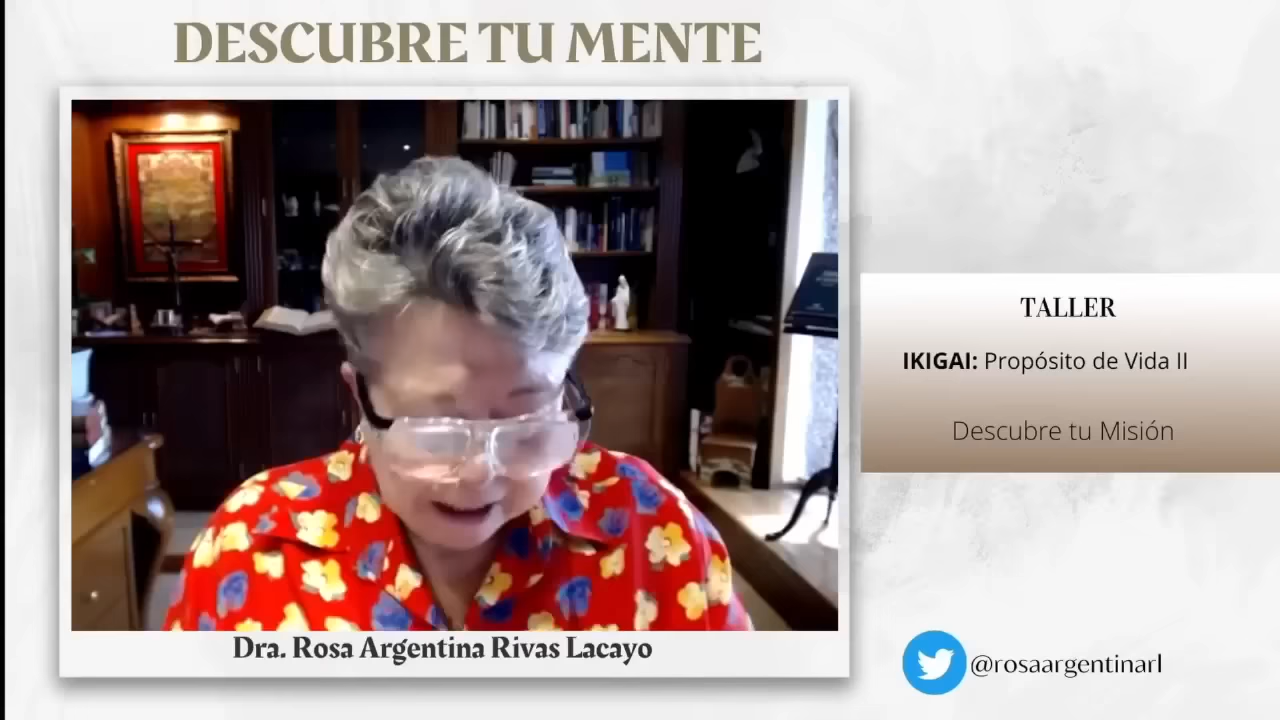 DESCUBRE TU MENTE
Dra. Rosa Argentina Rivas Lacayo
TALLER
IKIGAI: Propósito de Vida II
Descubre tu Misión
@rosaargentinarl